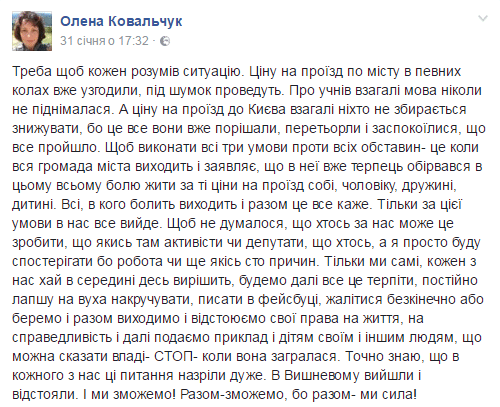 Олена Ковальчук
31 січня о 17:32 ·
Треба щоб кожен розумів ситуацію. Ціну на проїзд по місту в певних
колах вже узгодили, під шумок проведуть. Про учнів взагалі мова ніколи
не піднімалася. А ціну на проїзд до Києва взагалі ніхто не збирається
знижувати, бо це все вони вже порішали, перетьорли і заспокоїлися, що
все пройшло. Щоб виконати всі три умови проти всіх обставин- це коли
вся громада міста виходить і заявляє, що в неї вже терпець обірвався в
цьому всьому болю жити за ті ціни на проїзд собі, чоловіку, дружині,
дитині. Всі, в кого болить виходить і разом це все каже. Тільки за цієї
умови в нас все вийде. Щоб не думалось, що хтось за нас може це
зробити, що якись там активісти чи депутати, що хтось, а я просто буду
спостерігати бо робота чи ще якісь сто причин. Тільки ми самі, кожен з
нас хай в середині десь вирішить, будемо далі все це терпіти, постійно
лапшу на вуха накручувати, писати в фейсбуці, жалітися безкінечно або
беремо і разом виходимо і відстоюємо свої права на життя, на
справедливість і далі подаємо приклад і дітям своїм і іншим людям, що
можна сказати владі- СТОП- коли вона загралася. Точно знаю, що в
кожного з нас ці питання назріли дуже. В Вишневому вийшли і
відстояли. І ми зможемо! Разом-зможемо, бо разом- ми сила!